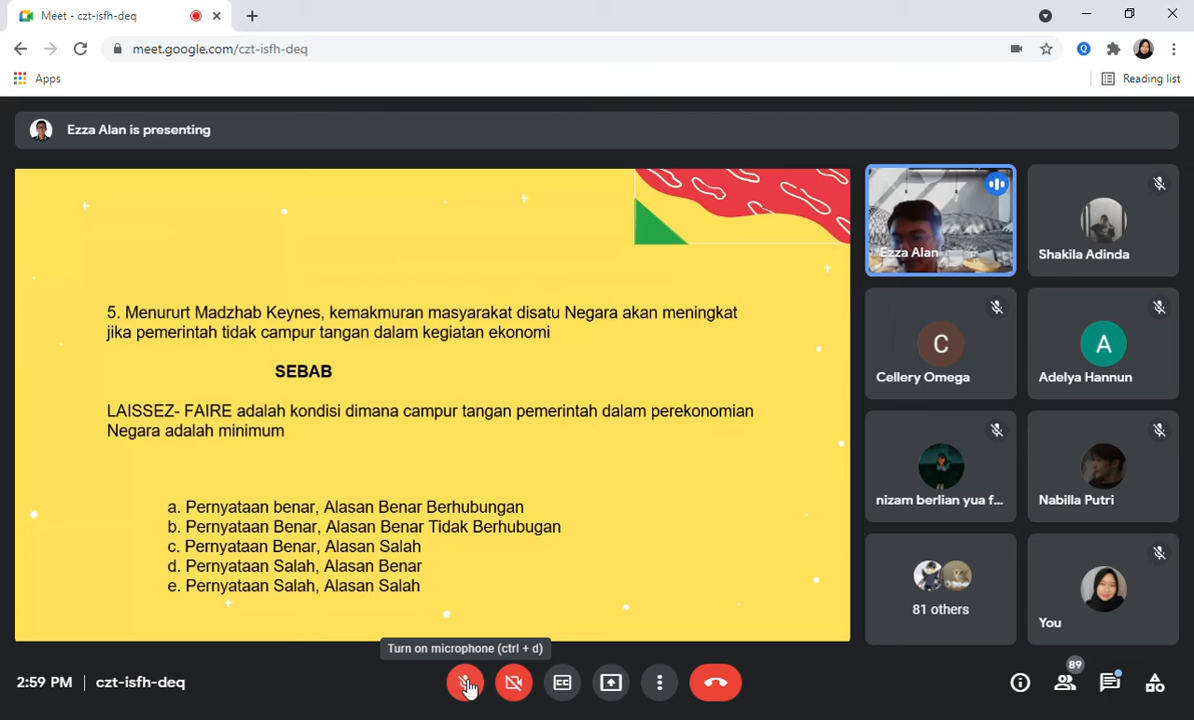 Meet - czt-isfh-deq
meet.google.com/czt-isfh-deq
Apps
Reading list
Ezza Alan is presenting
5. Menururt Madzhab Keynes, kemakmuran masyarakat disatu Negara akan meningkat
jika pemerintah tidak campur tangan dalam kegiatan ekonomi
SEBAB
LAISSEZ- FAIRE adalah kondisi dimana campur tangan pemerintah dalam perekonomian
Negara adalah minimum
a. Pernyataan benar, Alasan Benar Berhubungan
b. Pernyataan Benar, Alasan Benar Tidak Berhubugan
c. Pernyataan Benar, Alasan Salah
d. Pernyataan Salah, Alasan Benar
e. Pernyataan Salah, Alasan Salah
Ezza Alan
Shakila Adinda
C
Cellery Omega
A
Adelya Hannun
nizam berlian yua f...
Nabilla Putri
81 others
You
Turn on microphone (ctrl + d)
2:59 PM | czt-isfh-deq
CC
89